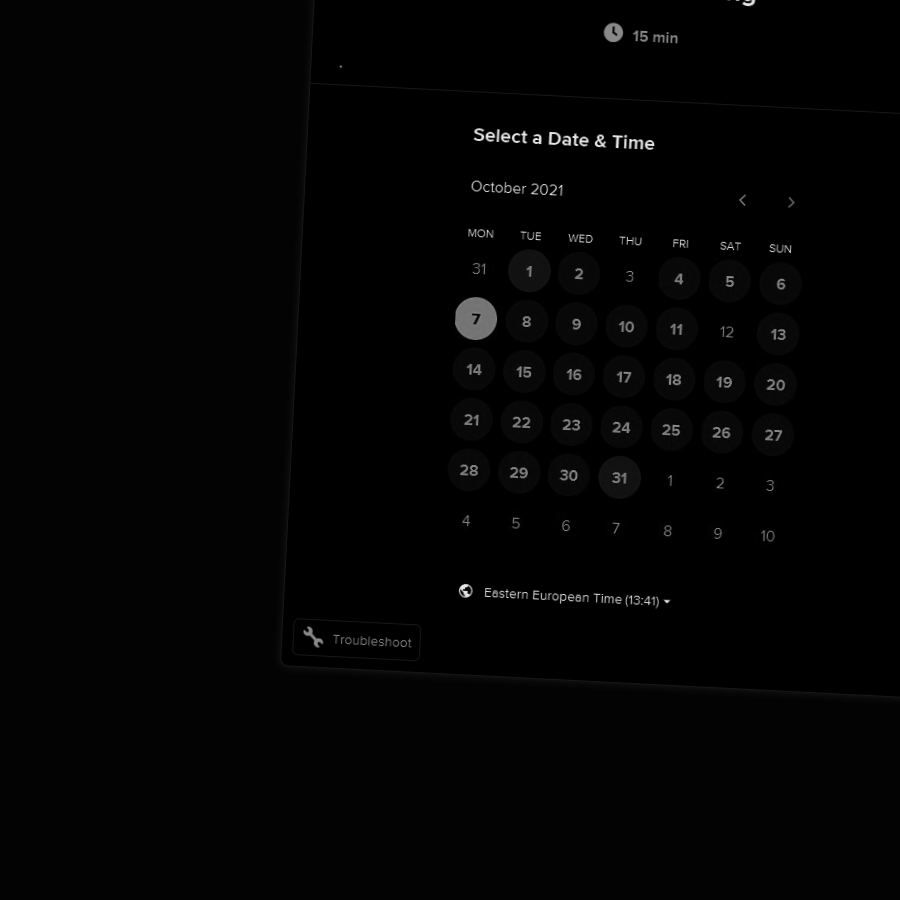 15 min
Select a Date & Time
October 2021
MON TUE WED THU FRI SAT SUN
31 1 2 3 4 5 6
7 8 9 10 11 12 13
14 15 16 17 18 19 20
21 22 23 24 25 26 27
28 29 30 31 1 2 3
4 5 6 7 8 9 10
Eastern European Time (13:41)
Troubleshoot